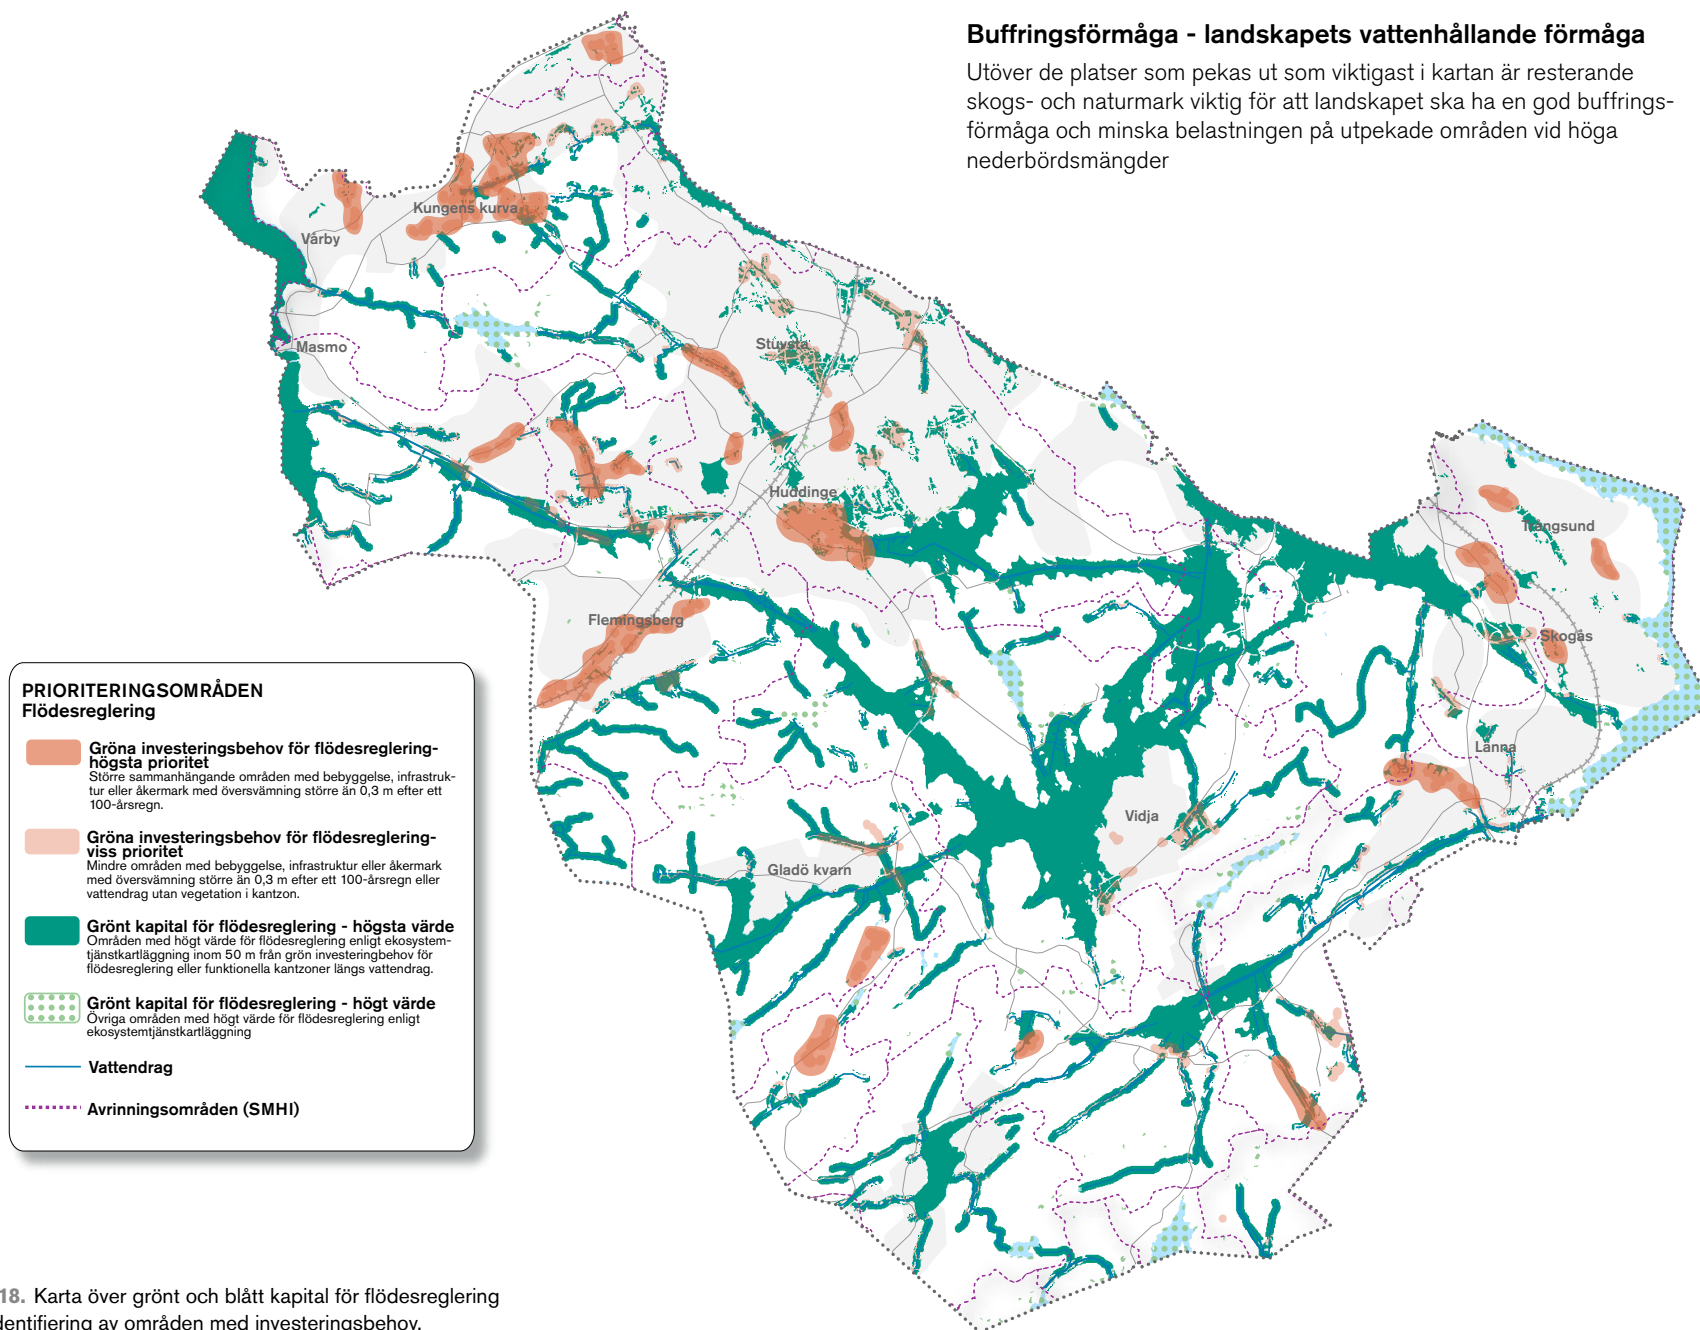 Buffringsförmåga - landskapets vattenhållande förmåga
Utöver de platser som pekas ut som viktigast i kartan är resterande
skogs- och naturmark viktig för att landskapet ska ha en god buffrings-
förmåga och minska belastningen på utpekade områden vid höga
nederbördsmängder
Kungens kurva
Vårby
Masmo
Stuvsta
Huddinge
Trångsund
Flemingsberg
Skogås
Länna
Vidja
Gladö kvarn
PRIORITERINGSOMRÅDEN
Flödesreglering
Gröna investeringsbehov för flödesreglering-
högsta prioritet
Större sammanhängande områden med bebyggelse, infrastruk-
tur eller åkermark med översvämning större än 0,3 m efter ett
100-årsregn.
Gröna investeringsbehov för flödesreglering-
viss prioritet
Mindre områden med bebyggelse, infrastruktur eller åkermark
med översvämning större än 0,3 m efter ett 100-årsregn eller
vattendrag utan vegetation i kantzon.
Grönt kapital för flödesreglering - högsta värde
Områden med högt värde för flödesreglering enligt ekosystem-
tjänstkartläggning inom 50 m från grön investeringbehov för
flödesreglering eller funktionella kantzoner längs vattendrag.
Grönt kapital för flödesreglering - högt värde
Övriga områden med högt värde för flödesreglering enligt
ekosystemtjänstkartläggning
Vattendrag
Avrinningsområden (SMHI)
18. Karta över grönt och blått kapital för flödesreglering
dentifiering av områden med investeringsbehov.